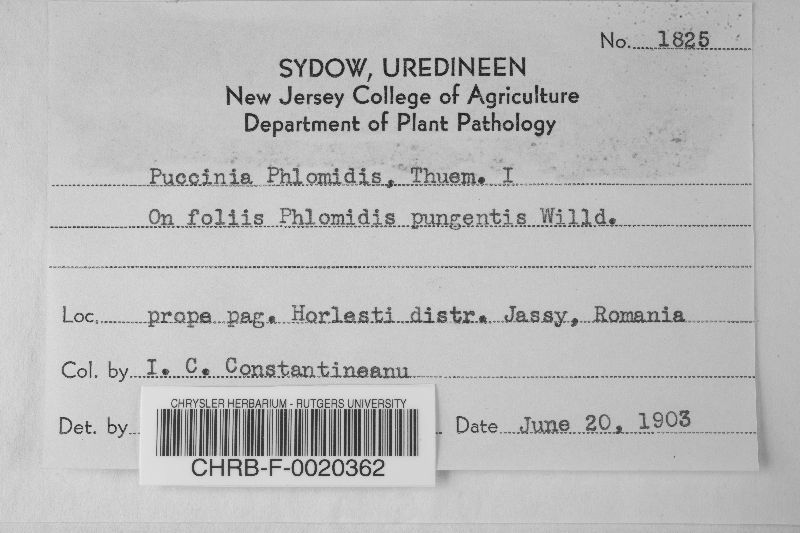 No. 1825
SYDOW, UREDINEEN
New Jersey College of Agriculture
Department of Plant Pathology
Puccinia Phlomidis, Thuem. I
On foliis Phlomidis pungentis Willd.
Loc. prope pag. Horlesti distr. Jassy, Romania
Col. by I. C. Constantineanu
Det. by Date June 20, 1903
CHRYSLER HERBARIUM - RUTGERS UNIVERSITY
CHRB-F-0020362